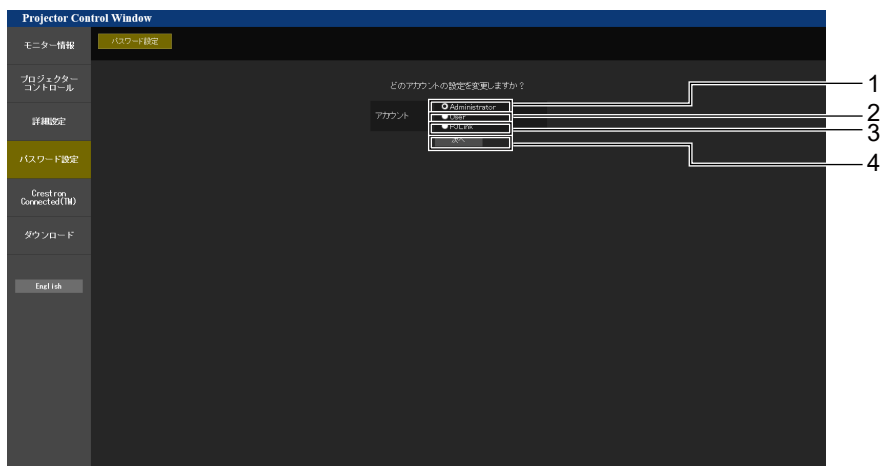 Projector Control Window
モニター情報
パスワード設定
プロジェクター
コントロール
詳細設定
パスワード設定
Crestron
Connected(TM)
ダウンロード
English
どのアカウントの設定を変更しますか？
アカウント
Administrator
User
PJLink
次へ
1
2
3
4